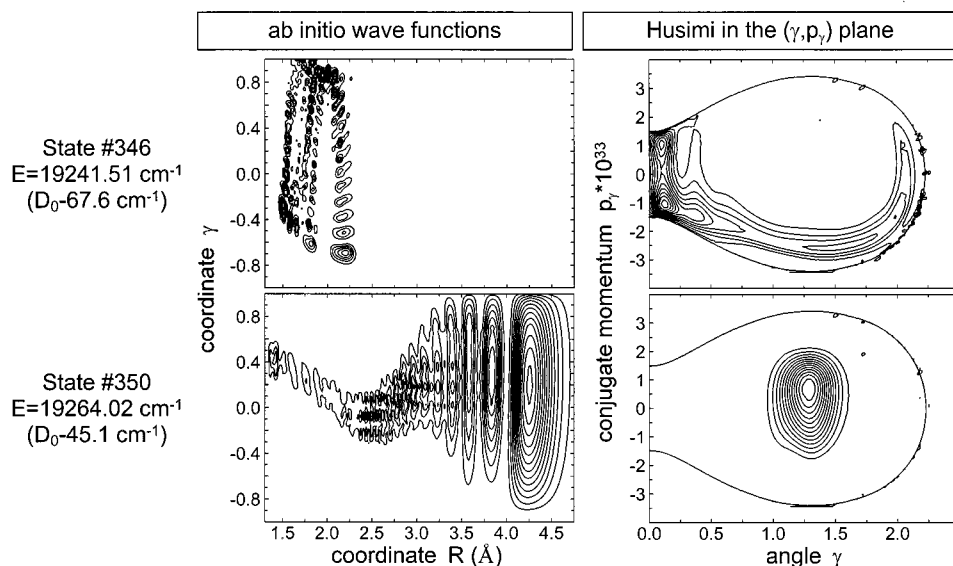 ab initio wave functions
Husimi in the (γ,pγ) plane
State #346
E=19241.51 cm-1
(D0-67.6 cm-1)
State #350
E=19264.02 cm-1
(D0-45.1 cm-1)
coordinate γ
0.8
0.4
0.0
-0.4
-0.8
0.8
0.4
0.0
-0.4
-0.8
1.5 2.0 2.5 3.0 3.5 4.0 4.5
coordinate R (Å)
conjugate momentum pγ*10^33
3
2
1
0
-1
-2
-3
3
2
1
0
-1
-2
-3
0.0 0.5 1.0 1.5 2.0
angle γ